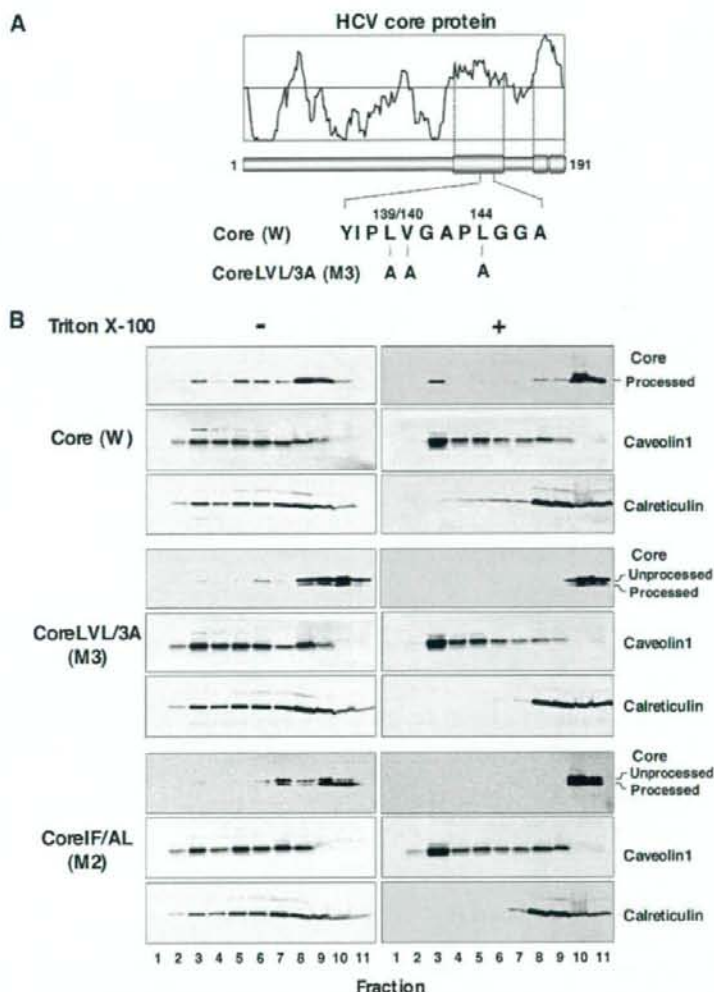 A
HCV core protein
1
191
139/140 144
Core (W) YIPLVGAPLGGA
CoreLVL/3A (M3) A A A
B
Triton X-100 - +
Core
Processed
Core (W)
Caveolin1
Calreticulin
Core
Unprocessed
Processed
CoreLVL/3A
(M3)
Caveolin1
Calreticulin
Core
Unprocessed
Processed
CoreIF/AL
(M2)
Caveolin1
Calreticulin
1 2 3 4 5 6 7 8 9 10 11 1 2 3 4 5 6 7 8 9 10 11
Fraction